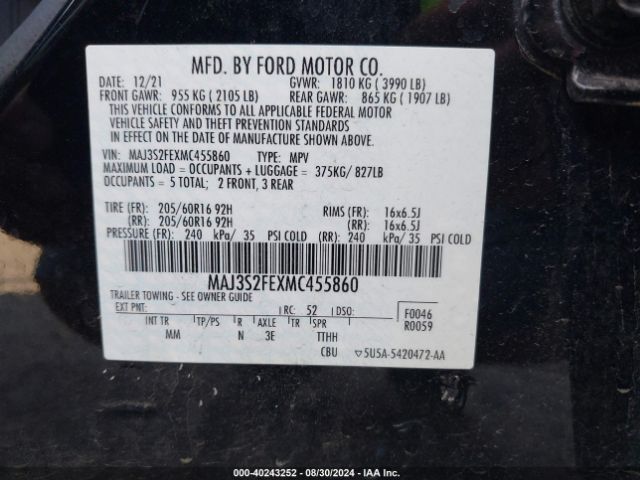 MFD. BY FORD MOTOR CO.
DATE: 12/21 GVWR: 1810 KG ( 3990 LB)
FRONT GAWR: 955 KG ( 2105 LB) REAR GAWR: 865 KG ( 1907 LB)
THIS VEHICLE CONFORMS TO ALL APPLICABLE FEDERAL MOTOR
VEHICLE SAFETY AND THEFT PREVENTION STANDARDS
IN EFFECT ON THE DATE OF MANUFACTURE SHOWN ABOVE.
VIN: MAJ3S2FEXMC455860 TYPE: MPV
MAXIMUM LOAD = OCCUPANTS + LUGGAGE = 375KG/ 827LB
OCCUPANTS = 5 TOTAL; 2 FRONT, 3 REAR
TIRE (FR): 205/60R16 92H RIMS (FR): 16x6.5J
(RR): 205/60R16 92H (RR): 16x6.5J
PRESSURE (FR): 240 kPa/ 35 PSI COLD (RR): 240 kPa/ 35 PSI COLD
MAJ3S2FEXMC455860
TRAILER TOWING - SEE OWNER GUIDE
EXT PNT: RC: 52 DSO: F0046
INT TR TP/PS R AXLE TR SPR R0059
MM N 3E TTHH
CBU ▽5U5A-5420472-AA
COPY - 40243252 - 08/30/2024 - IAA Inc.